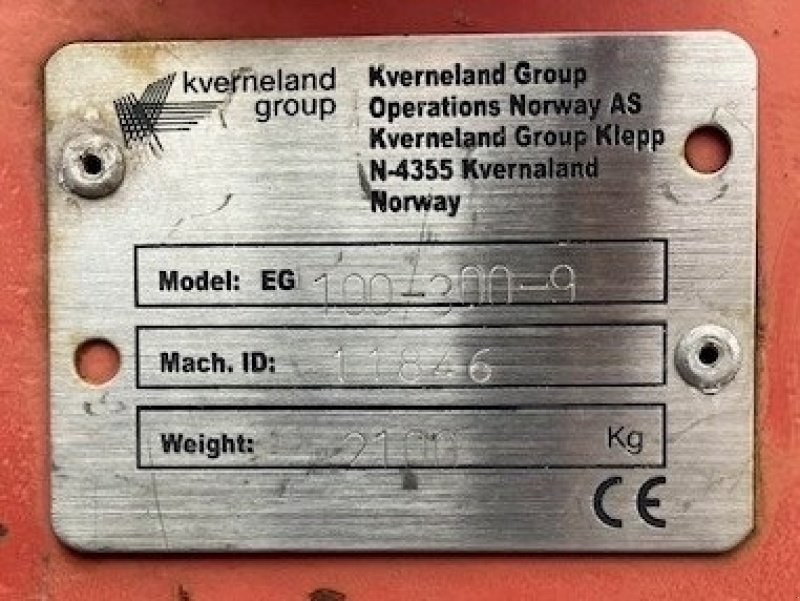 kverneland
group
Kverneland Group
Operations Norway AS
Kverneland Group Klepp
N-4355 Kvernaland
Norway
Model: EG 100-300-9
Mach. ID: 11846
Weight: 2100 Kg
CE